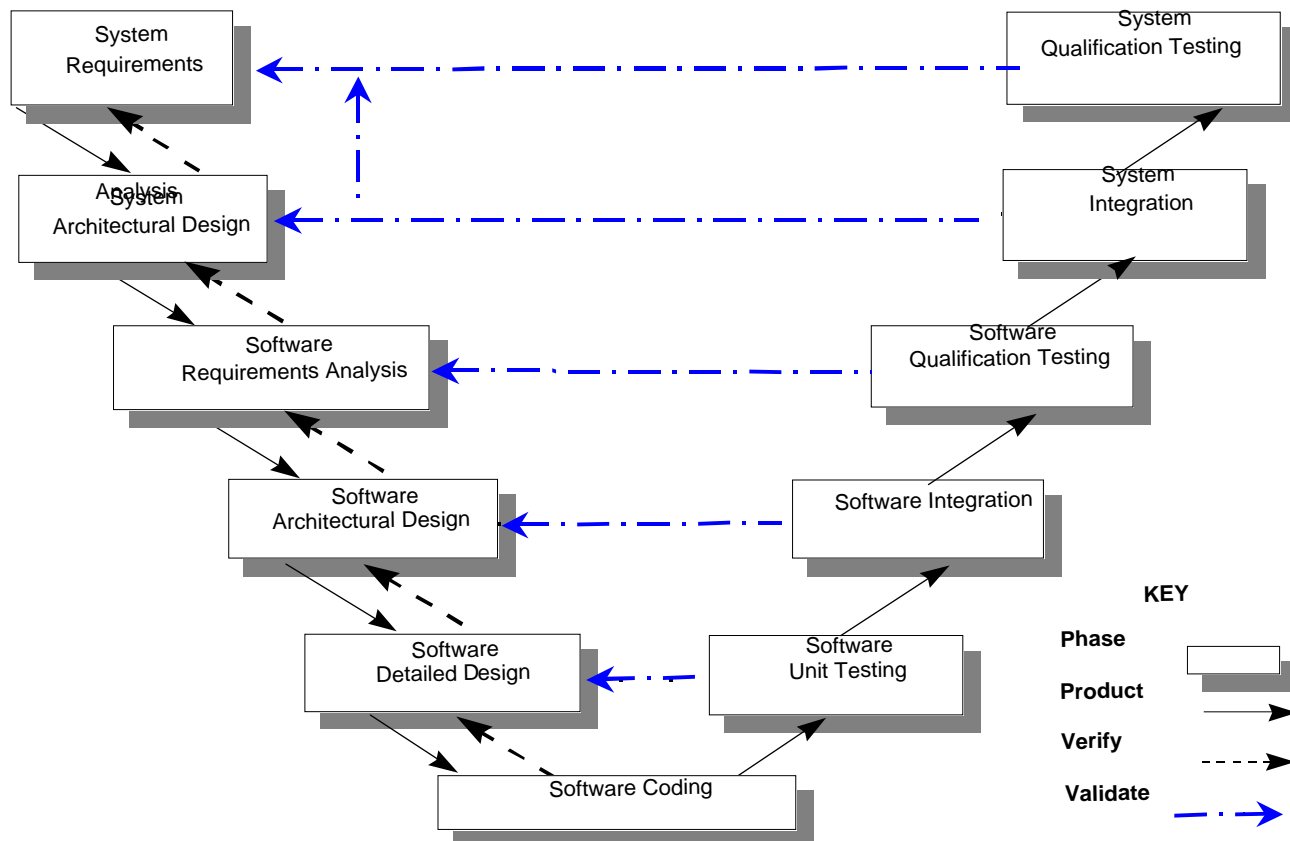 System
Requirements
Analysis
System
Qualification Testing
System
Architectural Design
System
Integration
Software
Requirements Analysis
Software
Qualification Testing
Software
Architectural Design
Software Integration
Software
Detailed Design
Software
Unit Testing
Software Coding
KEY
Phase
Product
Verify
Validate